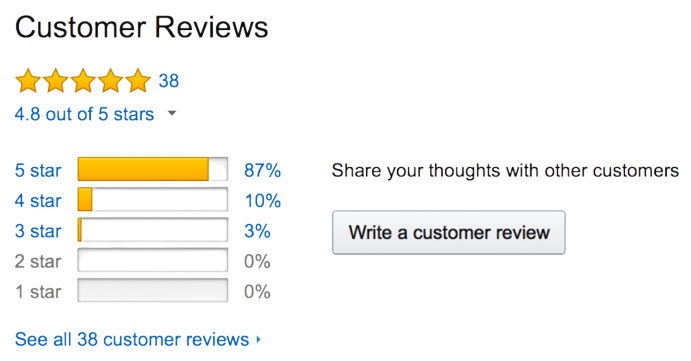 Customer Reviews
38
4.8 out of 5 stars
5 star 87%
4 star 10%
3 star 3%
2 star 0%
1 star 0%
Share your thoughts with other customers
Write a customer review
See all 38 customer reviews